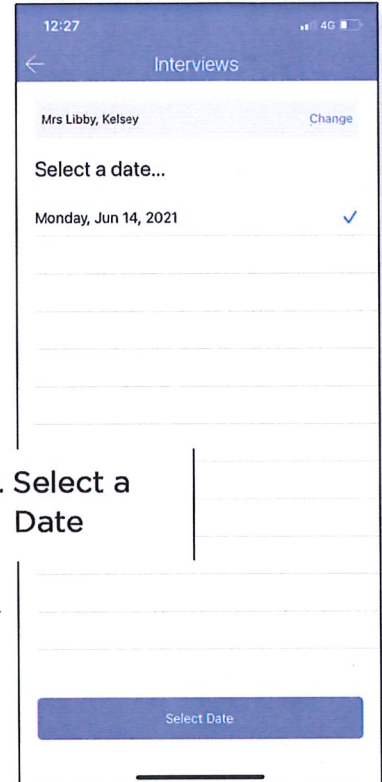 12:27
4G
Interviews
Mrs Libby, Kelsey
Change
Select a date...
Monday, Jun 14, 2021
. Select a
Date
Select Date